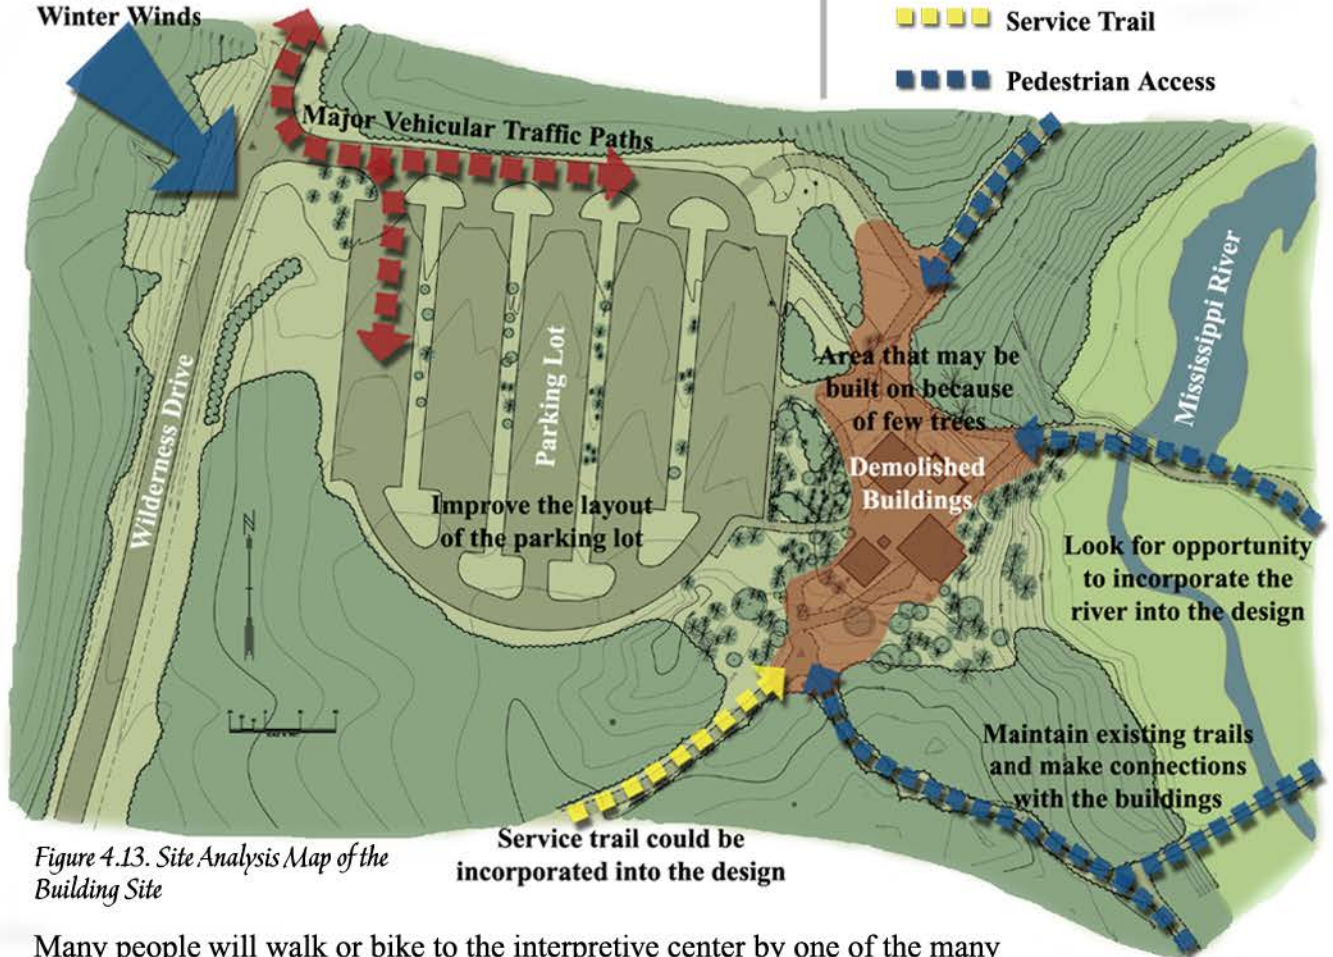 Winter Winds
Service Trail
Pedestrian Access
Major Vehicular Traffic Paths
Mississippi River
Area that may be
built on because
of few trees
Wilderness Drive
Parking Lot
Demolished
Buildings
Improve the layout
of the parking lot
N
Look for opportunity
to incorporate the
river into the design
Maintain existing trails
and make connections
with the buildings
Service trail could be
incorporated into the design
Figure 4.13. Site Analysis Map of the
Building Site
Many people will walk or bike to the interpretive center by one of the many